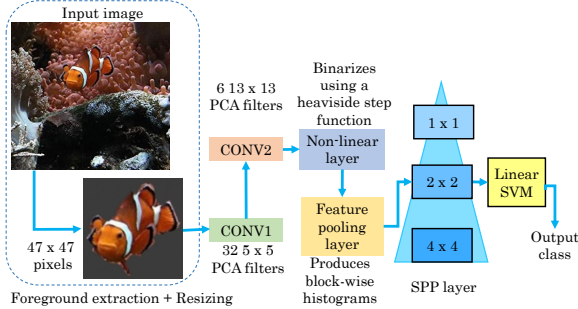 Input image
47 x 47
pixels
Foreground extraction + Resizing
6 13 x 13
PCA filters
CONV2
CONV1
32 5 x 5
PCA filters
Binarizes
using a
heaviside step
function
Non-linear
layer
Feature
pooling
layer
Produces
block-wise
histograms
1 x 1
2 x 2
4 x 4
SPP layer
Linear
SVM
Output
class